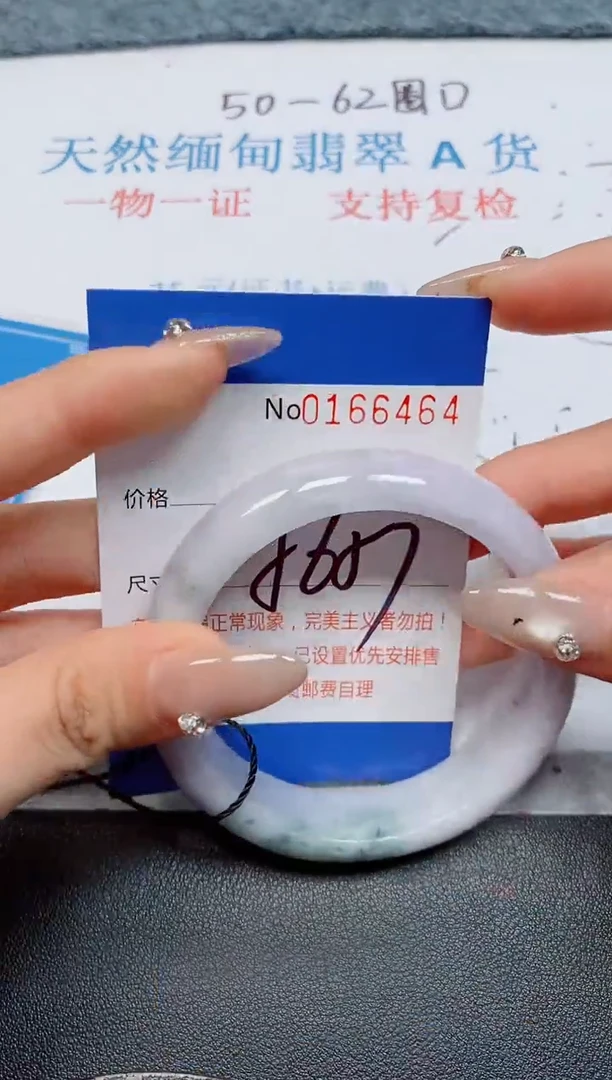 50-62圈口
天然缅甸翡翠A货
一物一证 支持复检
No0166464
价格
尺寸
正常现象，完美主义者勿拍！
已设置优先安排售
邮费自理